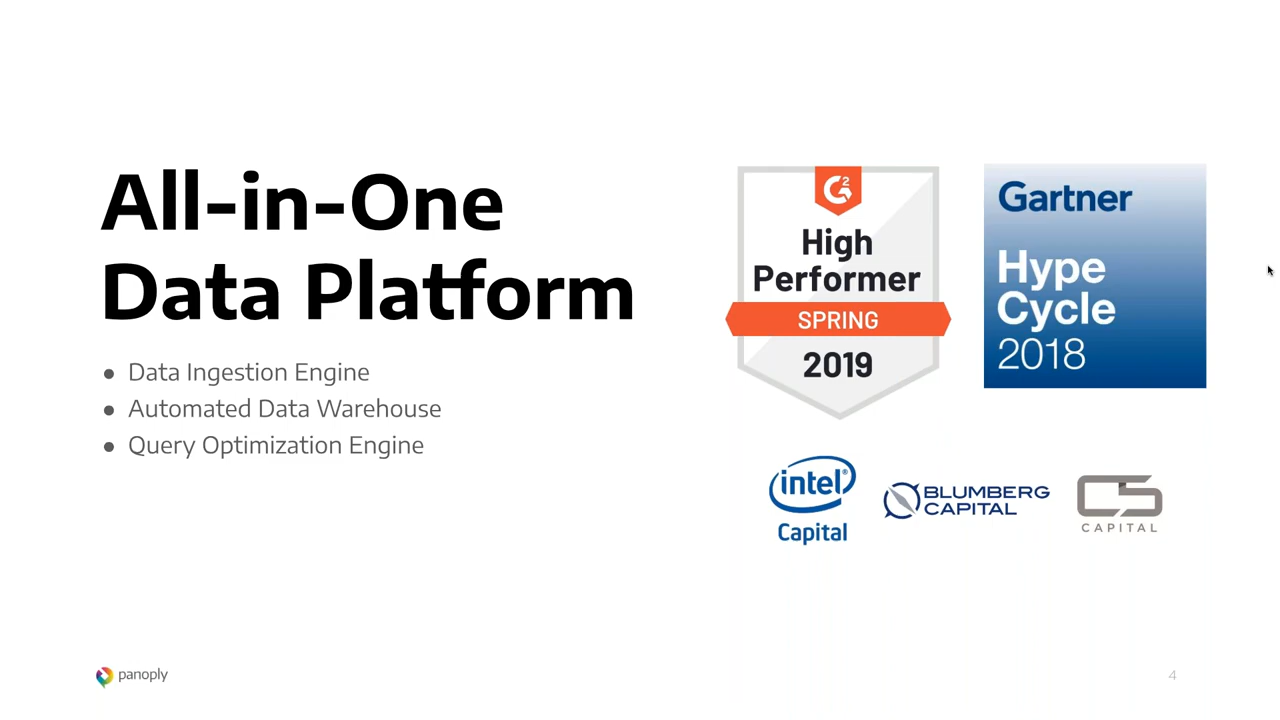 All-in-One
Data Platform
● Data Ingestion Engine
● Automated Data Warehouse
● Query Optimization Engine
G2
High
Performer
SPRING
2019
Gartner
Hype
Cycle
2018
intel®
Capital
BLUMBERG
CAPITAL
C5
CAPITAL
panoply
4